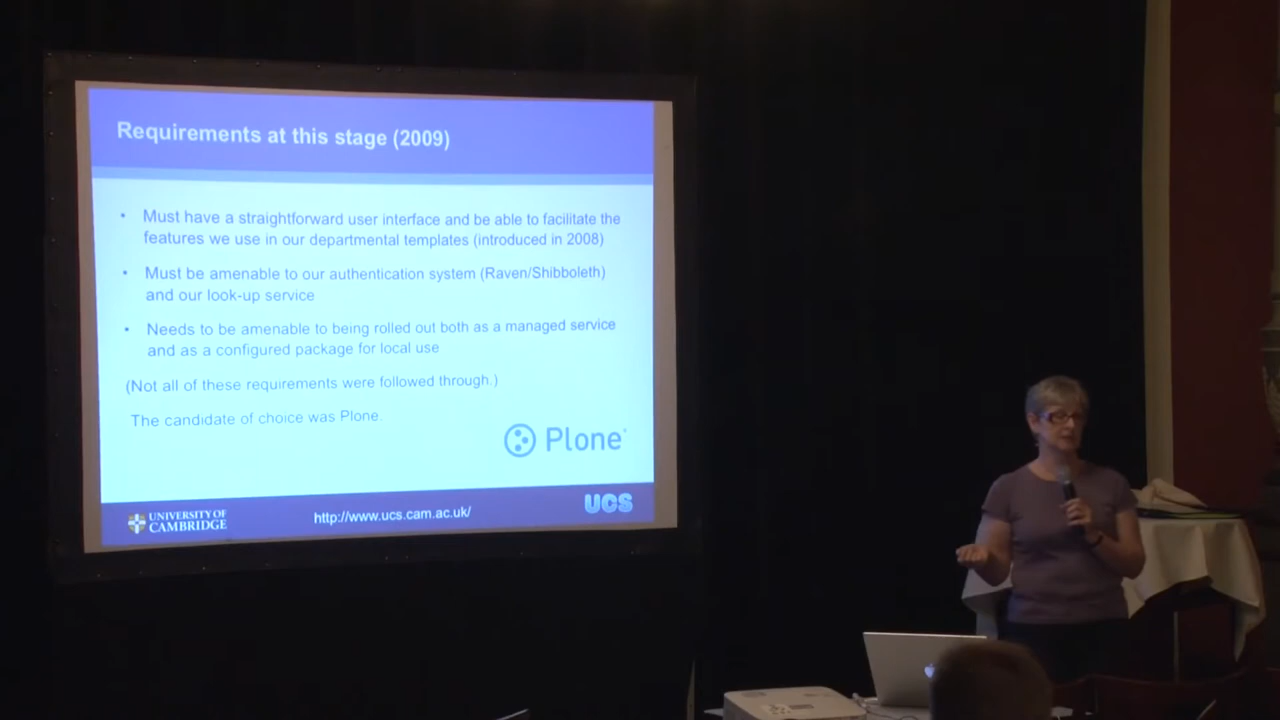 Requirements at this stage (2009)
• Must have a straightforward user interface and be able to facilitate the
features we use in our departmental templates (introduced in 2008)
• Must be amenable to our authentication system (Raven/Shibboleth)
and our look-up service
• Needs to be amenable to being rolled out both as a managed service
and as a configured package for local use
(Not all of these requirements were followed through.)
The candidate of choice was Plone.
Plone
UNIVERSITY OF
CAMBRIDGE
http://www.ucs.cam.ac.uk/
UCS